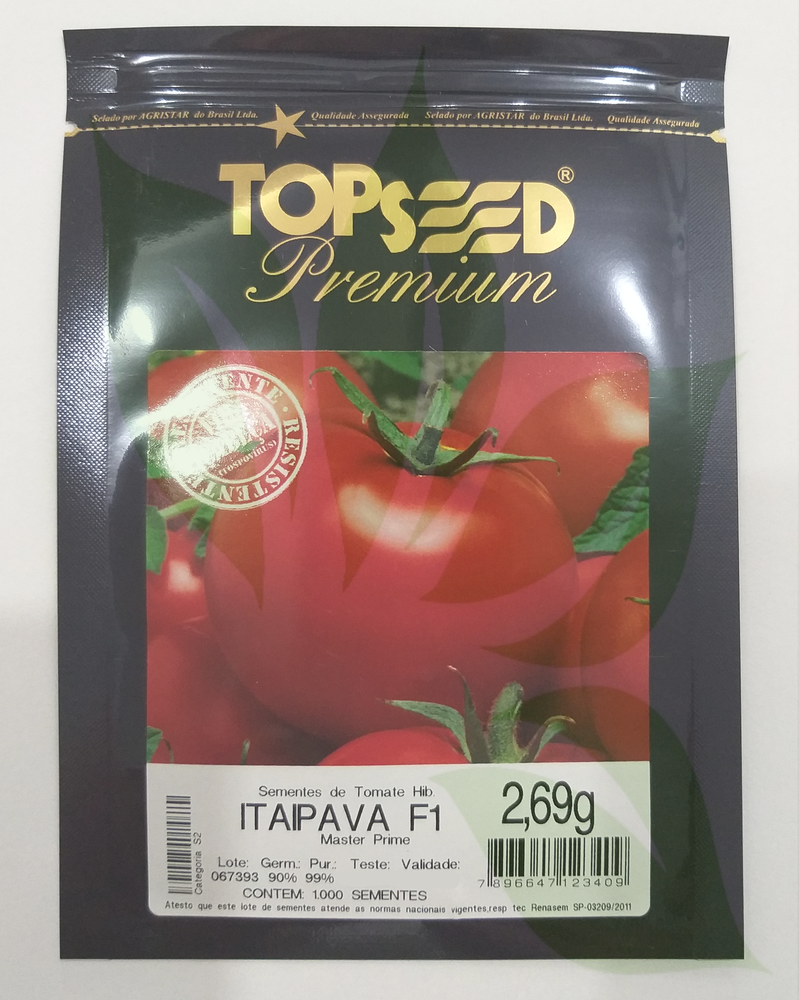 Selado por AGRISTAR do Brasil Ltda. Qualidade Assegurada Selado por AGRISTAR do Brasil Ltda. Qualidade Assegurada
TOPSEED®
Premium
RESISTENTE
(TOSPOVÍRUS)
RESISTENTE
Sementes de Tomate Hib.
ITAIPAVA F1
Master Prime
2,69g
Categoria S2
Lote: Germ.: Pur.: Teste: Validade:
067393 90% 99%
CONTEM: 1.000 SEMENTES
7 896647 123409
Atesto que este lote de sementes atende as normas nacionais vigentes,resp tec Renasem SP-03209/2011